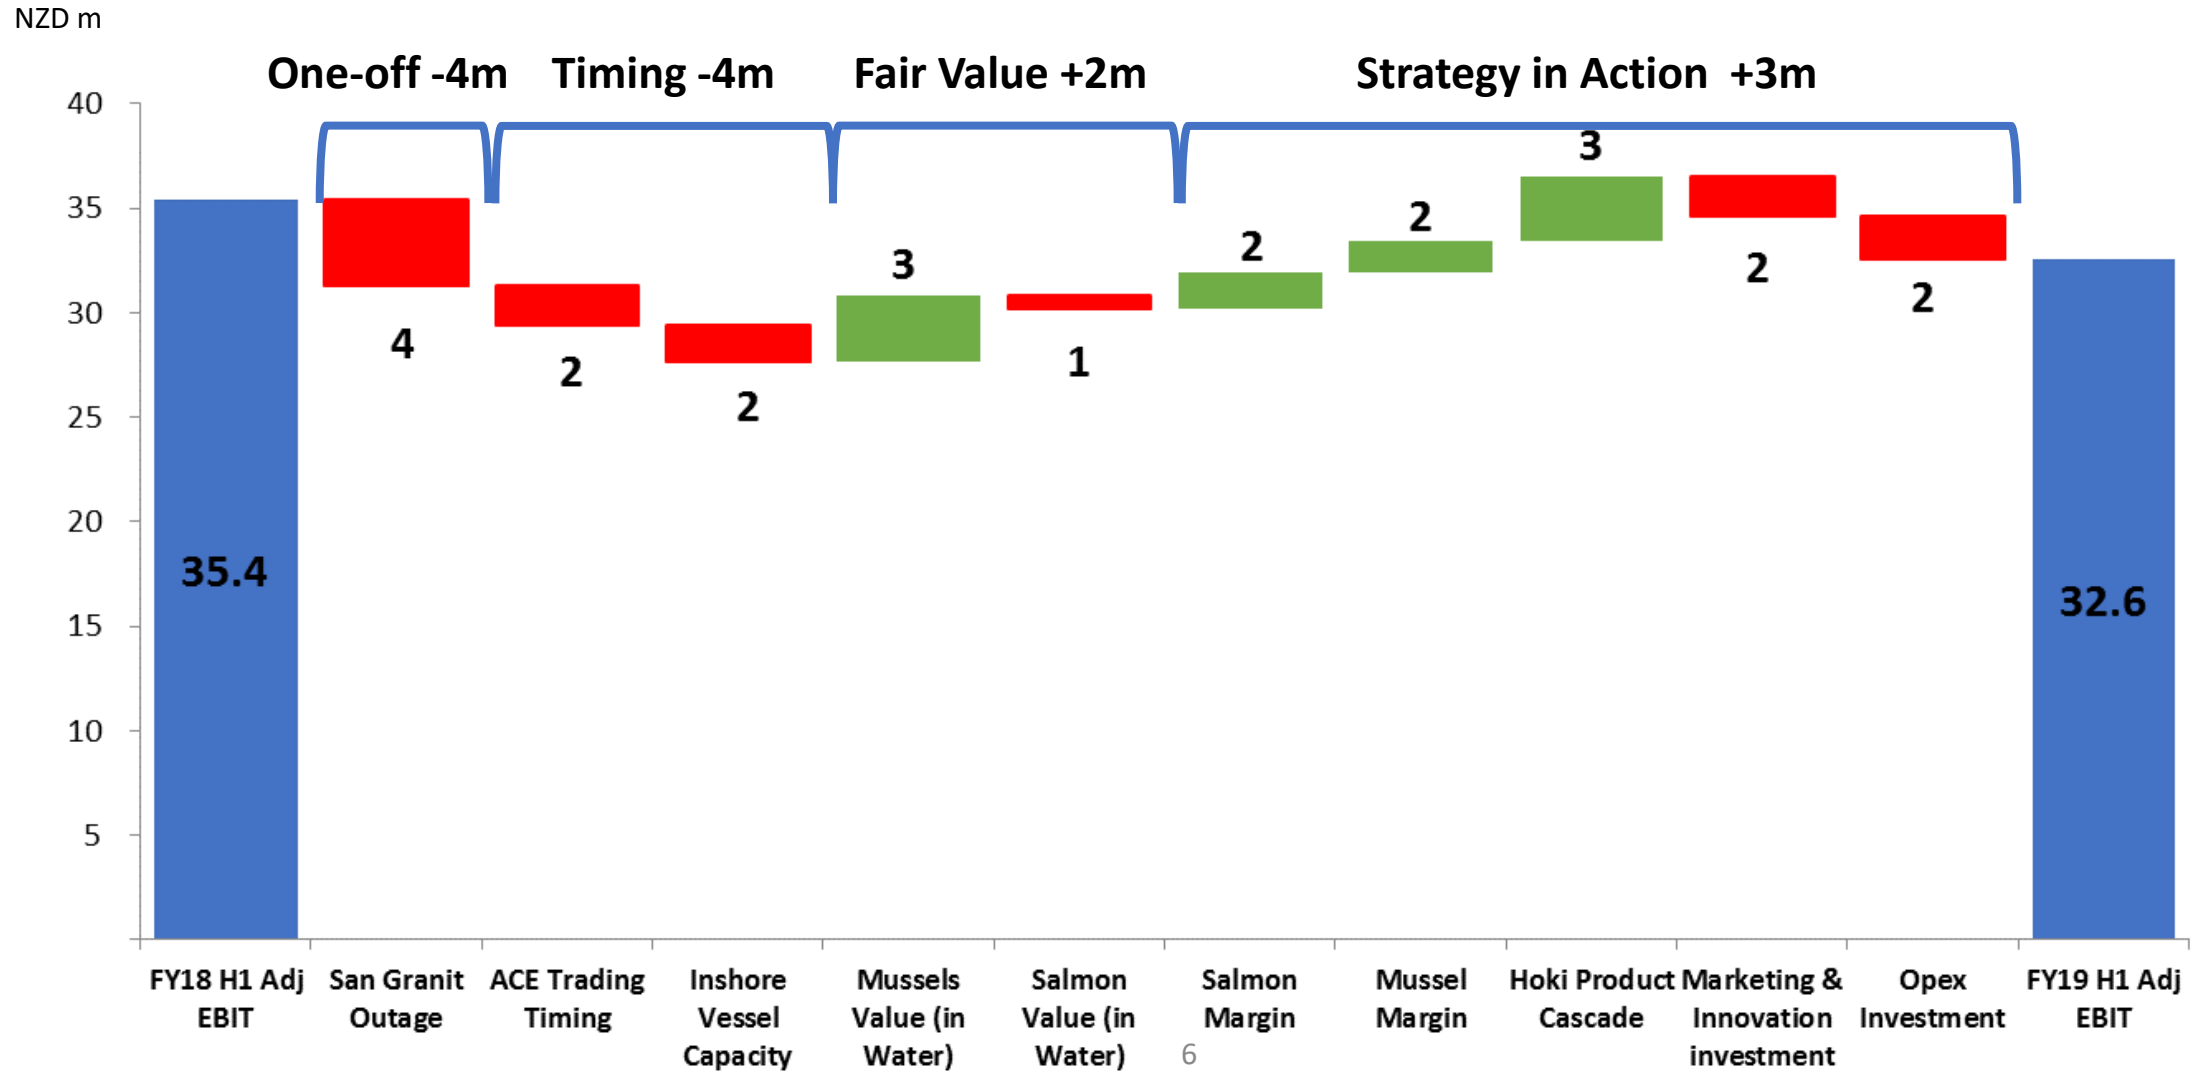 NZD m
One-off -4m Timing -4m Fair Value +2m Strategy in Action +3m
40
35
30
25
20
15
10
5
35.4
4
2
2
3
1
2
2
3
2
2
32.6
FY18 H1 Adj
EBIT
San Granit
Outage
ACE Trading
Timing
Inshore
Vessel
Capacity
Mussels
Value (in
Water)
Salmon
Value (in
Water)
Salmon
Margin
Mussel
Margin
Hoki Product
Cascade
Marketing &
Innovation
investment
Opex
Investment
FY19 H1 Adj
EBIT
6